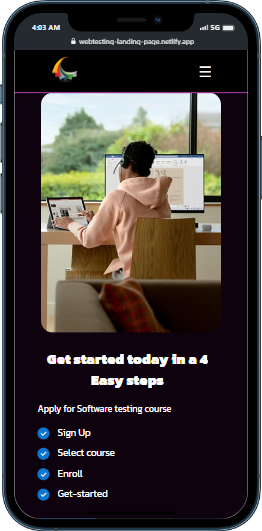 4:03 AM
5G
webtesting-landing-page.netlify.app
Get started today in a 4
Easy steps
Apply for Software testing course
Sign Up
Select course
Enroll
Get-started